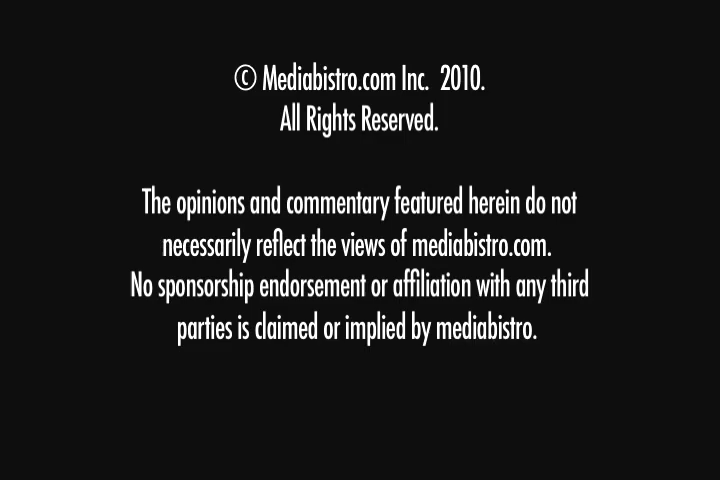 © Mediabistro.com Inc.  2010.
All Rights Reserved.
The opinions and commentary featured herein do not
necessarily reflect the views of mediabistro.com.
No sponsorship endorsement or affiliation with any third
parties is claimed or implied by mediabistro.